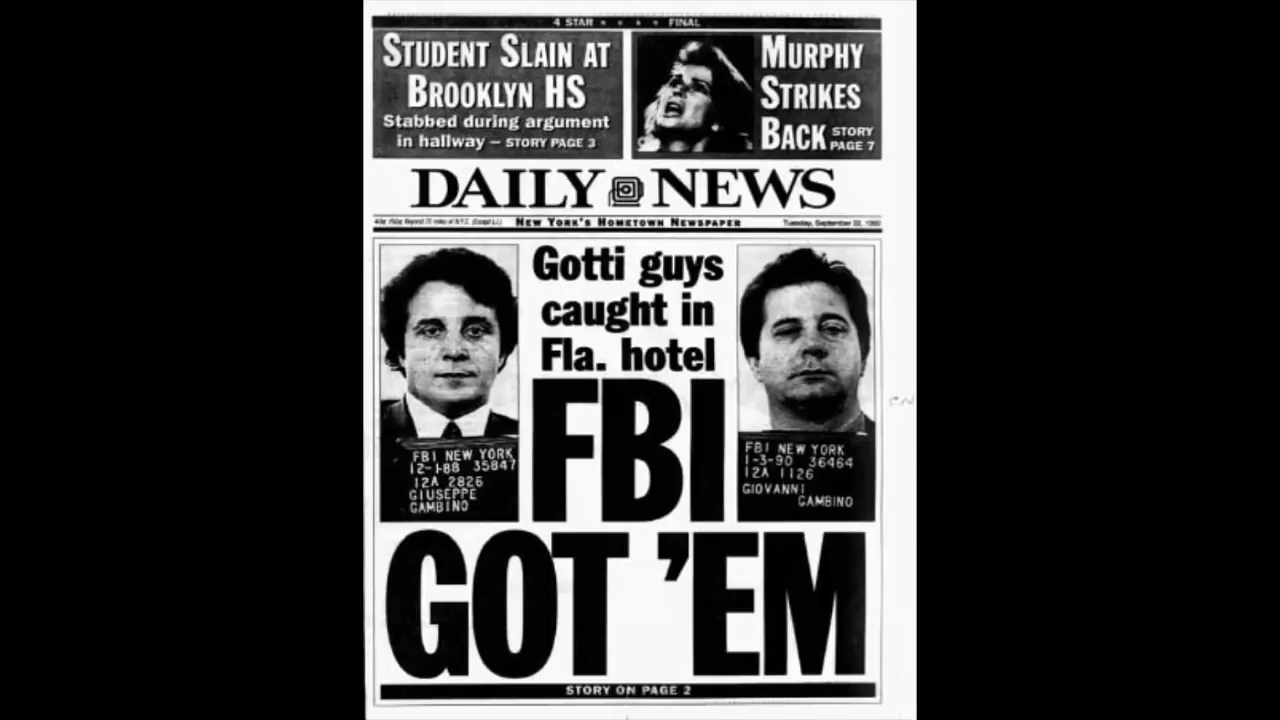 4 STAR ★ ★ ★ ★ FINAL
STUDENT SLAIN AT
BROOKLYN HS
Stabbed during argument
in hallway – STORY PAGE 3
MURPHY
STRIKES
BACK STORY
PAGE 7
DAILY NEWS
NEW YORK'S HOMETOWN NEWSPAPER
Tuesday, September
Gotti guys
caught in
Fla. hotel
FBI
GOT 'EM
FBI NEW YORK
12-1-88 35847
12A 2826
GIUSEPPE
GAMBINO
FBI NEW YORK
1-3-90 36464
12A 1126
GIOVANNI
GAMBINO
STORY ON PAGE 2
CN